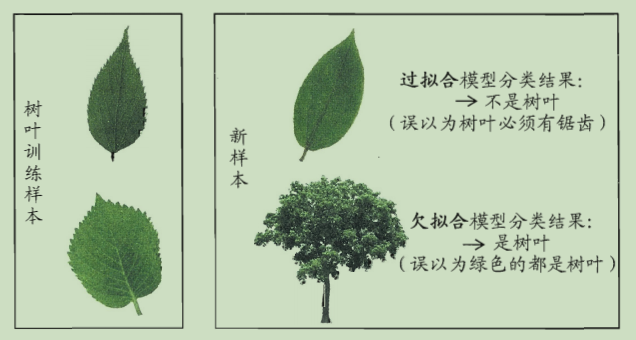 树叶训练样本
新样本
过拟合模型分类结果:
→ 不是树叶
(误以为树叶必须有锯齿)
欠拟合模型分类结果:
→ 是树叶
(误以为绿色的都是树叶)